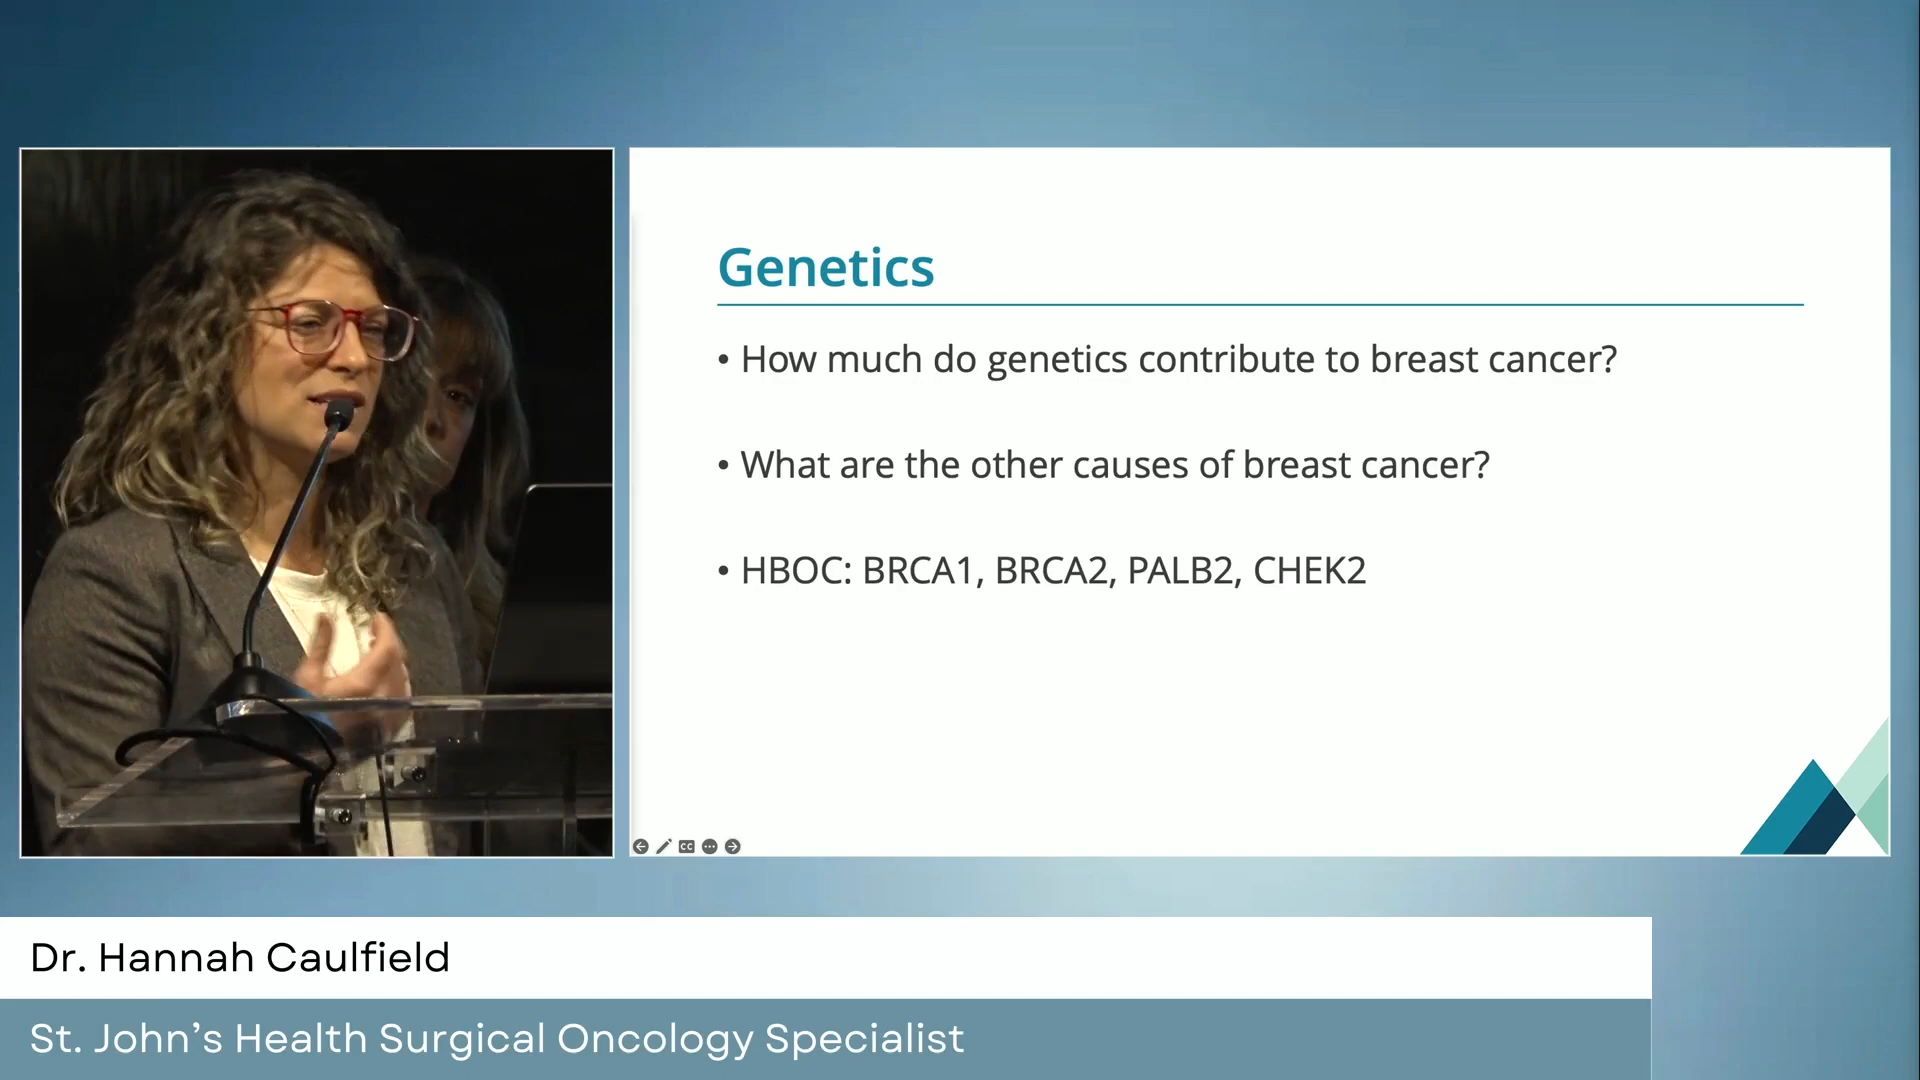 Genetics
• How much do genetics contribute to breast cancer?
• What are the other causes of breast cancer?
• HBOC: BRCA1, BRCA2, PALB2, CHEK2
CC
Dr. Hannah Caulfield
St. John’s Health Surgical Oncology Specialist